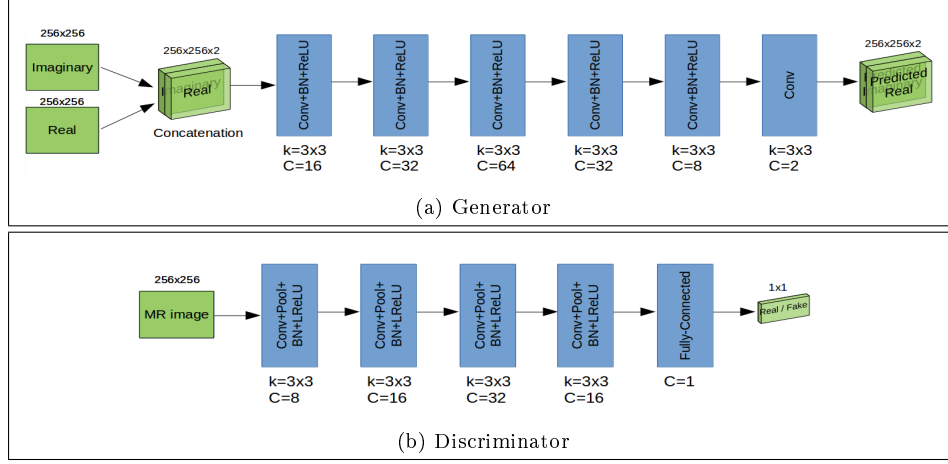 256x256
Imaginary
256x256
Real
256x256x2
Imaginary
Real
Concatenation
Conv+BN+ReLU
k=3x3
C=16
Conv+BN+ReLU
k=3x3
C=32
Conv+BN+ReLU
k=3x3
C=64
Conv+BN+ReLU
k=3x3
C=32
Conv+BN+ReLU
k=3x3
C=8
Conv
k=3x3
C=2
256x256x2
Predicted
Imaginary
Predicted
Real
(a) Generator
256x256
MR image
Conv+Pool+
BN+LReLU
k=3x3
C=8
Conv+Pool+
BN+LReLU
k=3x3
C=16
Conv+Pool+
BN+LReLU
k=3x3
C=32
Conv+Pool+
BN+LReLU
k=3x3
C=16
Fully-Connected
C=1
1x1
Real / Fake
(b) Discriminator